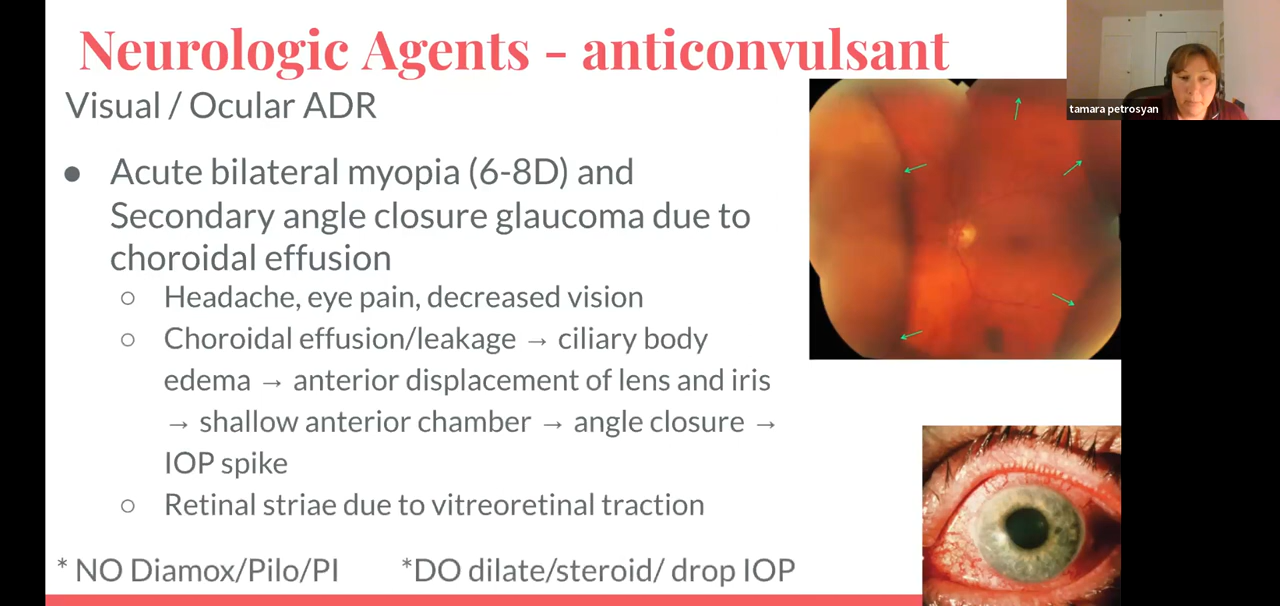 Neurologic Agents - anticonvulsant
tamara petrosyan
Visual / Ocular ADR
● Acute bilateral myopia (6-8D) and
Secondary angle closure glaucoma due to
choroidal effusion
○ Headache, eye pain, decreased vision
○ Choroidal effusion/leakage → ciliary body
edema → anterior displacement of lens and iris
→ shallow anterior chamber → angle closure →
IOP spike
○ Retinal striae due to vitreoretinal traction
* NO Diamox/Pilo/PI *DO dilate/steroid/ drop IOP